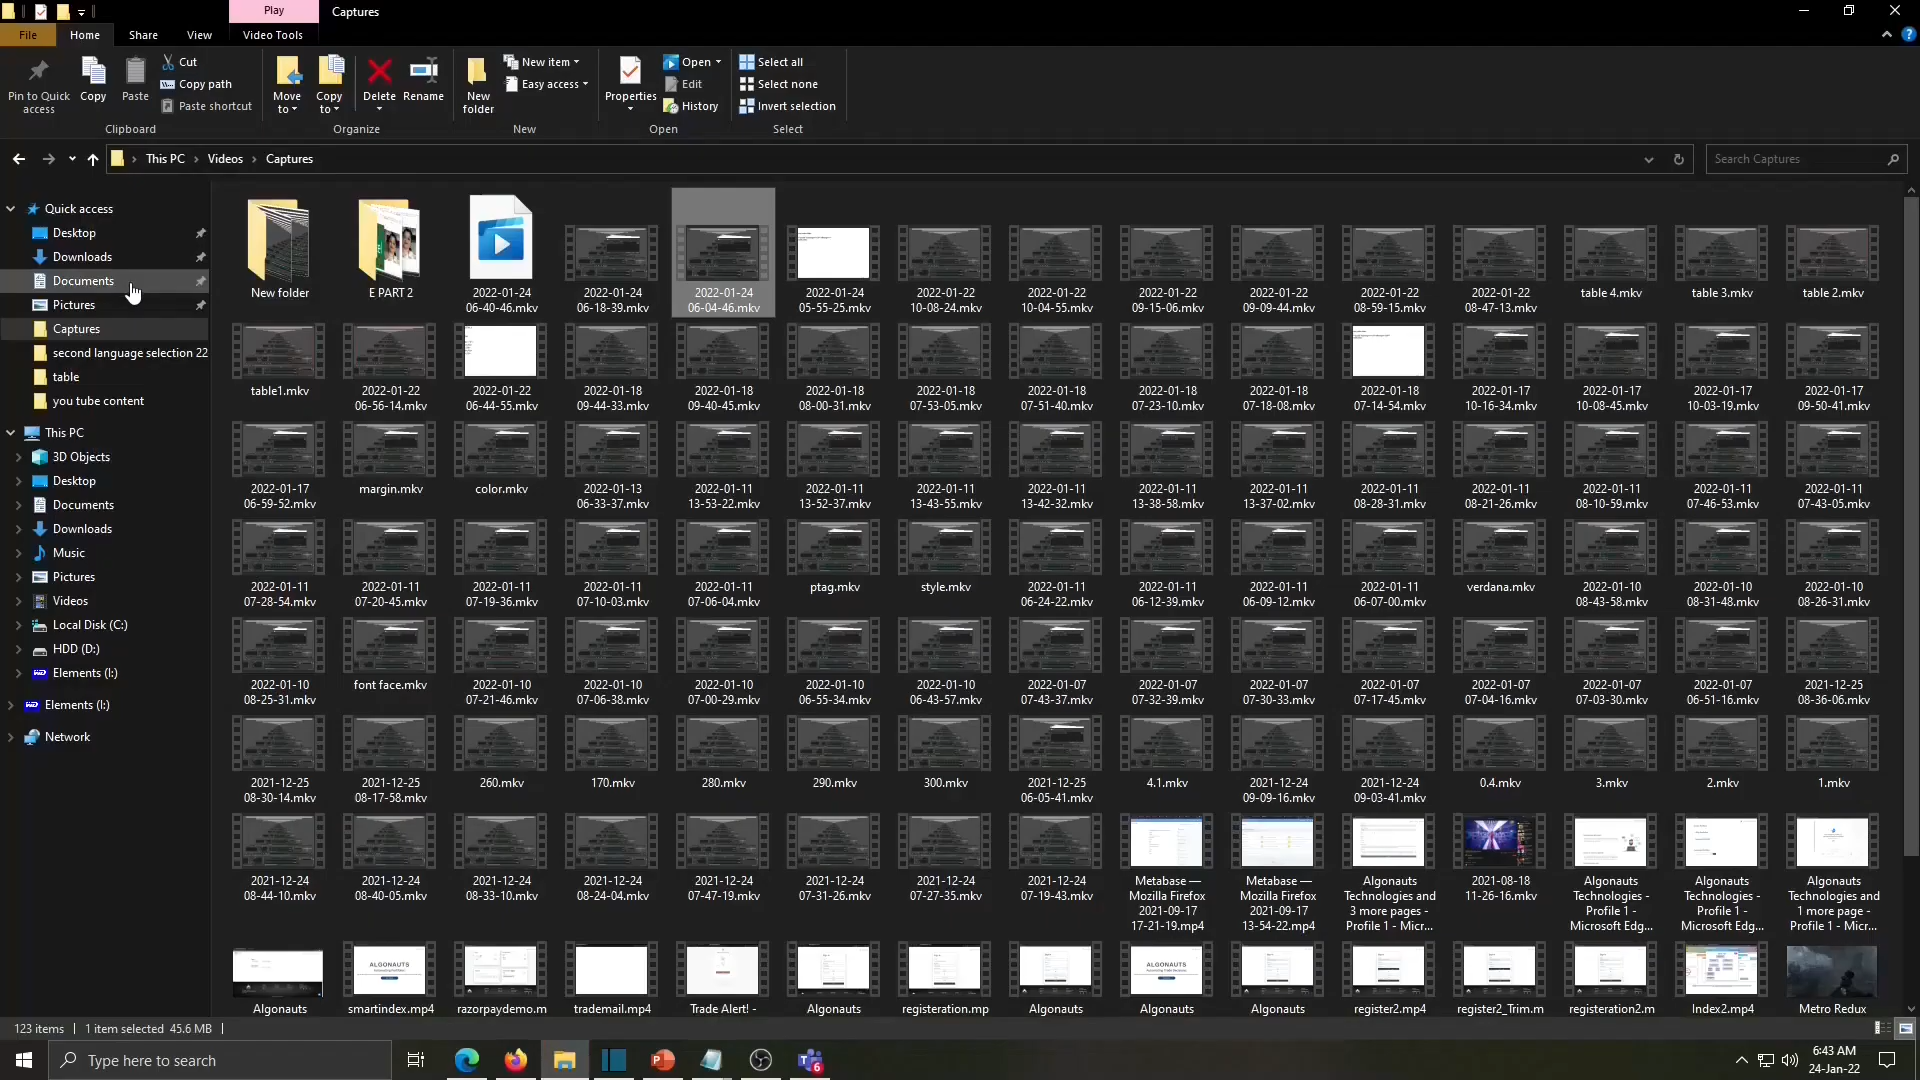 Play
Captures
File
Home
Share
View
Video Tools
Pin to Quick
access
Copy
Paste
Cut
Copy path
Paste shortcut
Move
to
Copy
to
Delete
Rename
New
folder
New item
Easy access
Properties
Open
Edit
History
Select all
Select none
Invert selection
Clipboard
Organize
New
Open
Select
This PC
Videos
Captures
Search Captures
Quick access
Desktop
Downloads
Documents
Pictures
Captures
second language selection 22
table
you tube content
This PC
3D Objects
Desktop
Documents
Downloads
Music
Pictures
Videos
Local Disk (C:)
HDD (D:)
Elements (I:)
Elements (I:)
Network
New folder
E PART 2
2022-01-24
06-40-46.mkv
2022-01-24
06-18-39.mkv
2022-01-24
06-04-46.mkv
2022-01-24
05-55-25.mkv
2022-01-22
10-08-24.mkv
2022-01-22
10-04-55.mkv
2022-01-22
09-15-06.mkv
2022-01-22
09-09-44.mkv
2022-01-22
08-59-15.mkv
2022-01-22
08-47-13.mkv
table 4.mkv
table 3.mkv
table 2.mkv
table1.mkv
2022-01-22
06-56-14.mkv
2022-01-22
06-44-55.mkv
2022-01-18
09-44-33.mkv
2022-01-18
09-40-45.mkv
2022-01-18
08-00-31.mkv
2022-01-18
07-53-05.mkv
2022-01-18
07-51-40.mkv
2022-01-18
07-23-10.mkv
2022-01-18
07-18-08.mkv
2022-01-18
07-14-54.mkv
2022-01-17
10-16-34.mkv
2022-01-17
10-08-45.mkv
2022-01-17
10-03-19.mkv
2022-01-17
09-50-41.mkv
2022-01-17
06-59-52.mkv
margin.mkv
color.mkv
2022-01-13
06-33-37.mkv
2022-01-11
13-53-22.mkv
2022-01-11
13-52-37.mkv
2022-01-11
13-43-55.mkv
2022-01-11
13-42-32.mkv
2022-01-11
13-38-58.mkv
2022-01-11
13-37-02.mkv
2022-01-11
08-28-31.mkv
2022-01-11
08-21-26.mkv
2022-01-11
08-10-59.mkv
2022-01-11
07-46-53.mkv
2022-01-11
07-43-05.mkv
2022-01-11
07-28-54.mkv
2022-01-11
07-20-45.mkv
2022-01-11
07-19-36.mkv
2022-01-11
07-10-03.mkv
2022-01-11
07-06-04.mkv
ptag.mkv
style.mkv
2022-01-11
06-24-22.mkv
2022-01-11
06-12-39.mkv
2022-01-11
06-09-12.mkv
2022-01-11
06-07-00.mkv
verdana.mkv
2022-01-10
08-43-58.mkv
2022-01-10
08-31-48.mkv
2022-01-10
08-26-31.mkv
2022-01-10
08-25-31.mkv
font face.mkv
2022-01-10
07-21-46.mkv
2022-01-10
07-06-38.mkv
2022-01-10
07-00-29.mkv
2022-01-10
06-55-34.mkv
2022-01-10
06-43-57.mkv
2022-01-07
07-43-37.mkv
2022-01-07
07-32-39.mkv
2022-01-07
07-30-33.mkv
2022-01-07
07-17-45.mkv
2022-01-07
07-04-16.mkv
2022-01-07
07-03-30.mkv
2022-01-07
06-51-16.mkv
2021-12-25
08-36-06.mkv
2021-12-25
08-30-14.mkv
2021-12-25
08-17-58.mkv
260.mkv
170.mkv
280.mkv
290.mkv
300.mkv
2021-12-25
06-05-41.mkv
4.1.mkv
2021-12-24
09-09-16.mkv
2021-12-24
09-03-41.mkv
0.4.mkv
3.mkv
2.mkv
1.mkv
2021-12-24
08-44-10.mkv
2021-12-24
08-40-05.mkv
2021-12-24
08-33-10.mkv
2021-12-24
08-24-04.mkv
2021-12-24
07-47-19.mkv
2021-12-24
07-31-26.mkv
2021-12-24
07-27-35.mkv
2021-12-24
07-19-43.mkv
Metabase —
Mozilla Firefox
2021-09-17
17-21-19.mp4
Metabase —
Mozilla Firefox
2021-09-17
13-54-22.mp4
Algonauts
Technologies and
3 more pages -
Profile 1 - Micr...
2021-08-18
11-26-16.mkv
Algonauts
Technologies -
Profile 1 -
Microsoft Edg...
Algonauts
Technologies -
Profile 1 -
Microsoft Edg...
Algonauts
Technologies and
1 more page -
Profile 1 - Micr...
Algonauts
smartindex.mp4
razorpaydemo.m
trademail.mp4
Trade Alert! -
Algonauts
registeration.mp
Algonauts
Algonauts
Algonauts
register2.mp4
register2_Trim.m
registeration2.m
Index2.mp4
Metro Redux
ALGONAUTS
ALGONAUTS
123 items
1 item selected 45.6 MB
Type here to search
6
6:43 AM
24-Jan-22